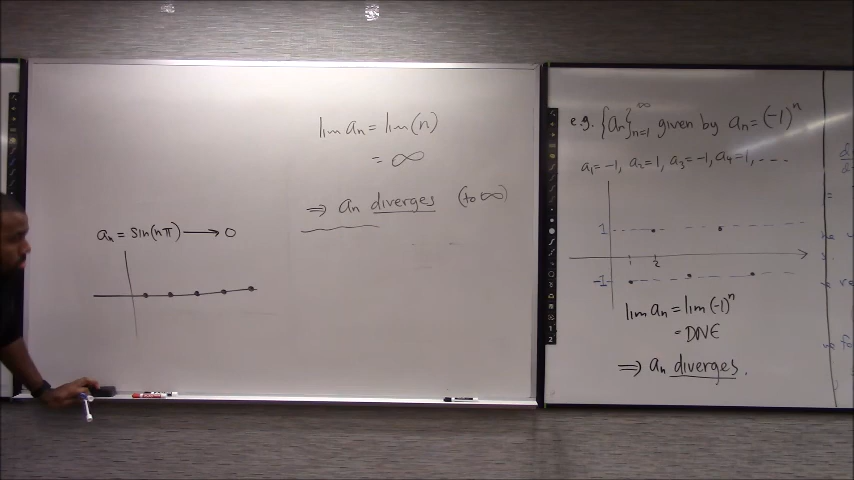 lim an = lim(n)
= ∞
⇒ an diverges (to ∞)
an = sin(nπ) → 0
e.g. {an}∞n=1 given by an = (-1)^n
a1 = -1, a2 = 1, a3 = -1, a4 = 1, ....
1
1 2
-1
lim an = lim (-1)^n
= DNE
⇒ an diverges.